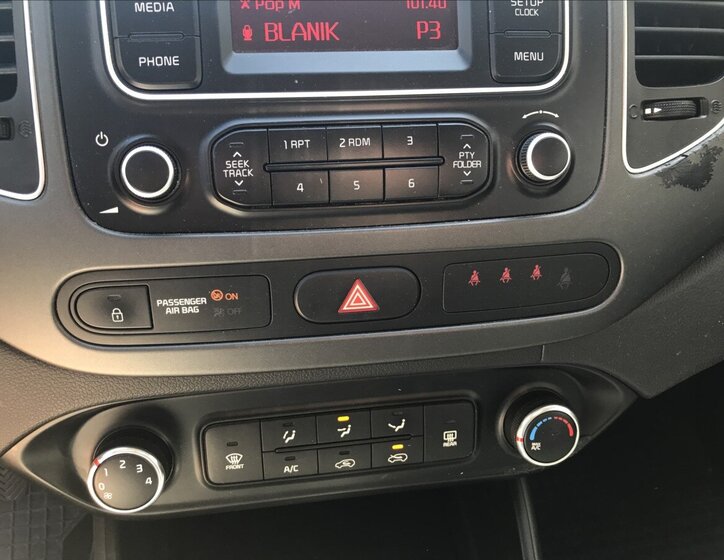 Pop M 101.40
BLANIK P3
MEDIA
PHONE
SETUP
CLOCK
MENU
1 RPT
2 RDM
3
4
5
6
SEEK
TRACK
PTY
FOLDER
PASSENGER
AIR BAG
ON
OFF
0
1
2
3
4
FRONT
A/C
REAR
MAX
A/C